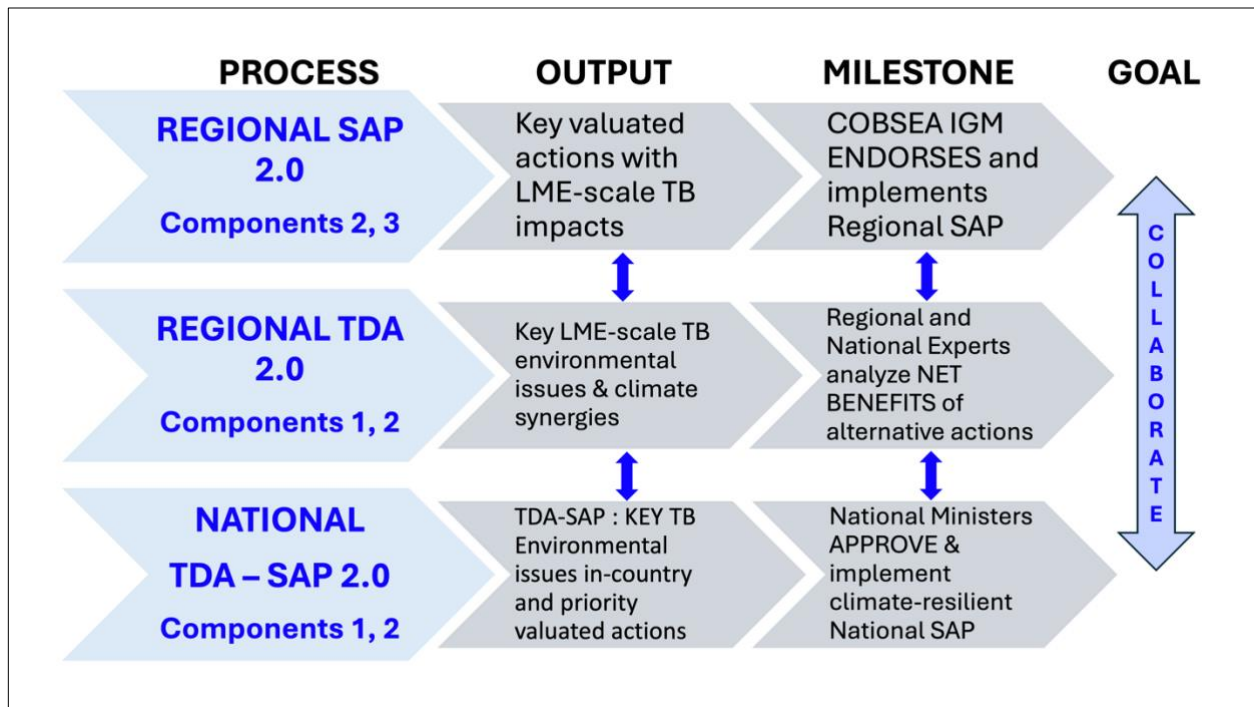 PROCESS OUTPUT MILESTONE GOAL
REGIONAL SAP
2.0
Components 2, 3
Key valuated
actions with
LME-scale TB
impacts
COBSEA IGM
ENDORSES and
implements
Regional SAP
REGIONAL TDA
2.0
Components 1, 2
Key LME-scale TB
environmental
issues & climate
synergies
Regional and
National Experts
analyze NET
BENEFITS of
alternative actions
NATIONAL
TDA – SAP 2.0
Components 1, 2
TDA-SAP : KEY TB
Environmental
issues in-country
and priority
valuated actions
National Ministers
APPROVE &
implement
climate-resilient
National SAP
COLLABORATE